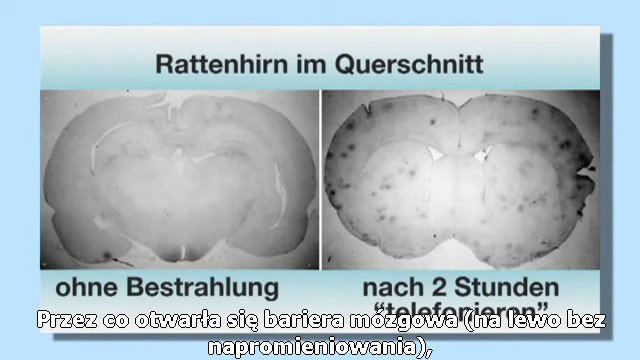 Rattenhirn im Querschnitt
ohne Bestrahlung
nach 2 Stunden
“telefonieren”
Przez co otwarła się bariera mózgowa (na lewo bez
napromieniowania),